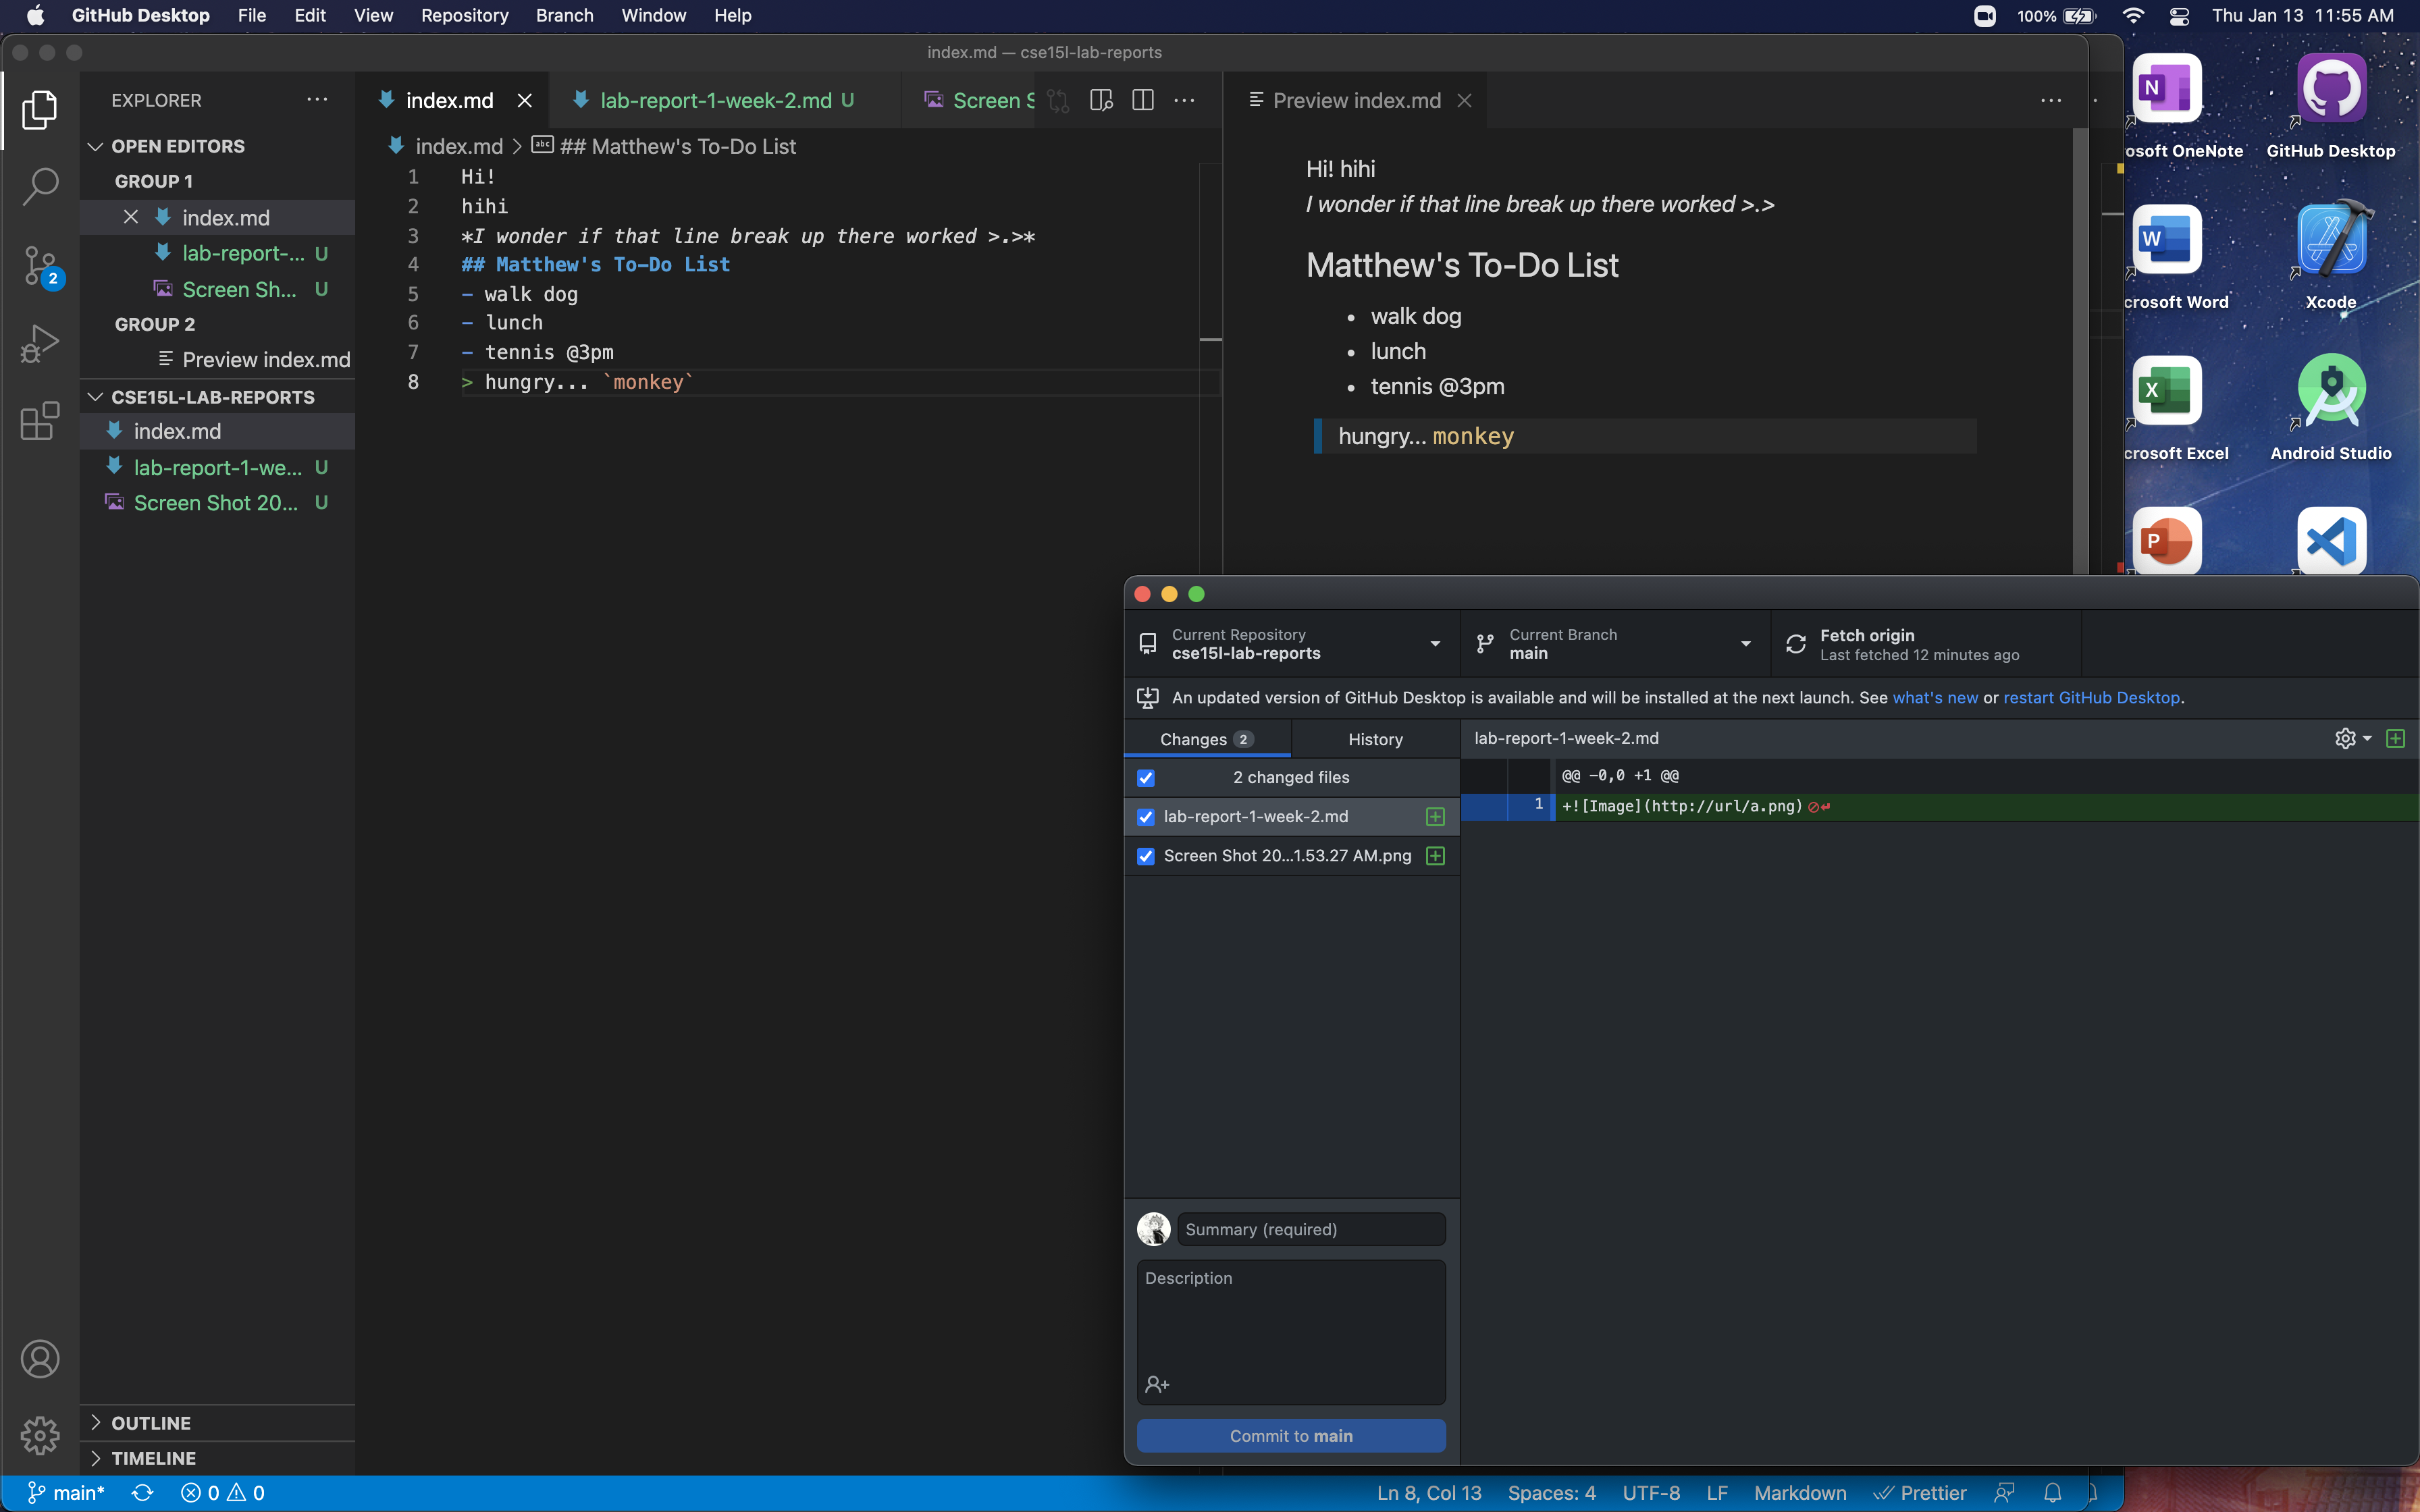 GitHub Desktop File Edit View Repository Branch Window Help 100% Thu Jan 13 11:55 AM
index.md — cse15l-lab-reports
EXPLORER
OPEN EDITORS
GROUP 1
index.md
lab-report-... U
Screen Sh... U
GROUP 2
Preview index.md
CSE15L-LAB-REPORTS
index.md
lab-report-1-we... U
Screen Shot 20... U
OUTLINE
TIMELINE
2
index.md lab-report-1-week-2.md U Screen S
index.md > abc ## Matthew's To-Do List
1 Hi!
2 hihi
3 *I wonder if that line break up there worked >.>*
4 ## Matthew's To-Do List
5 - walk dog
6 - lunch
7 - tennis @3pm
8 > hungry... `monkey`
Preview index.md
Hi! hihi
I wonder if that line break up there worked >.>
Matthew's To-Do List
• walk dog
• lunch
• tennis @3pm
hungry... monkey
N
osoft OneNote
GitHub Desktop
W
crosoft Word
Xcode
X
crosoft Excel
Android Studio
P
Current Repository
cse15l-lab-reports
Current Branch
main
Fetch origin
Last fetched 12 minutes ago
An updated version of GitHub Desktop is available and will be installed at the next launch. See what's new or restart GitHub Desktop.
Changes 2 History
lab-report-1-week-2.md
2 changed files
lab-report-1-week-2.md
Screen Shot 20...1.53.27 AM.png
@@ -0,0 +1 @@
1 +![Image](http://url/a.png)
Summary (required)
Description
Commit to main
main* 0 0 Ln 8, Col 13 Spaces: 4 UTF-8 LF Markdown Prettier